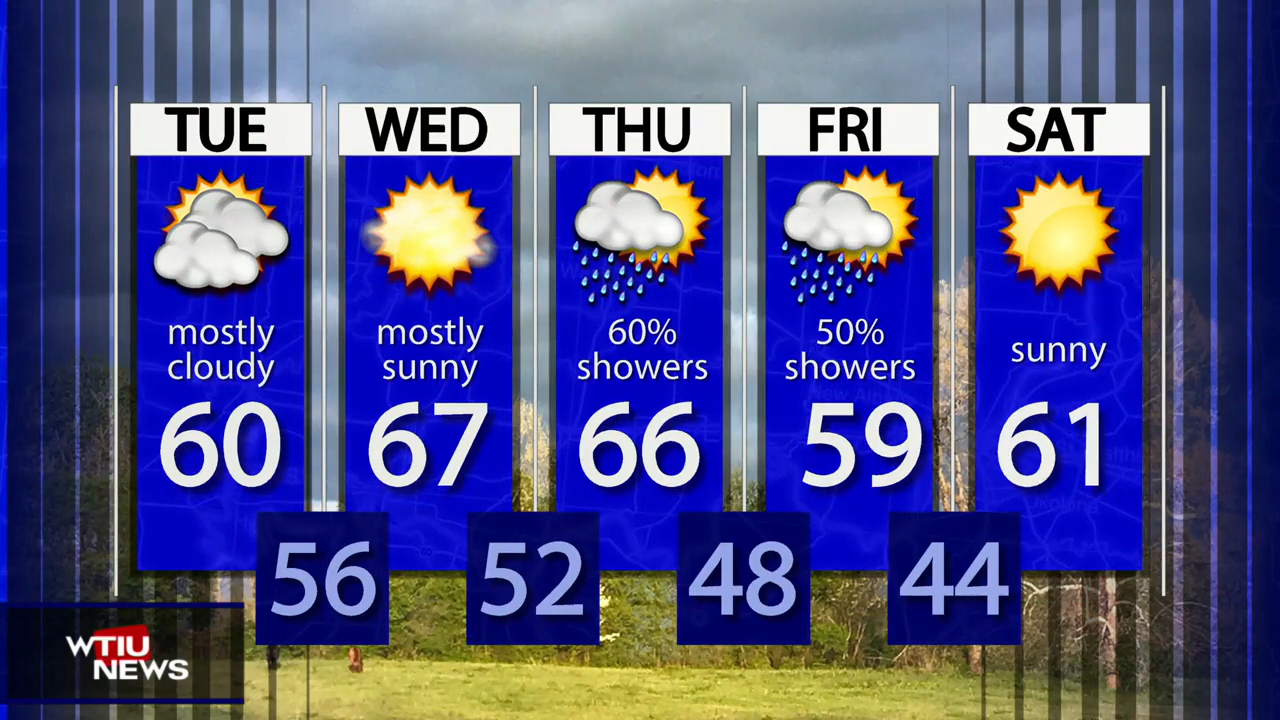 TUE
mostly
cloudy
60
WED
mostly
sunny
67
THU
60%
showers
66
FRI
50%
showers
59
SAT
sunny
61
56
52
48
44
WTIU
NEWS